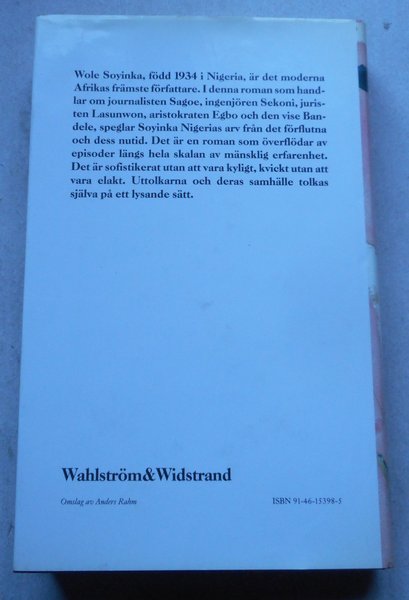 Wole Soyinka, född 1934 i Nigeria, är det moderna
Afrikas främste författare. I denna roman som hand-
lar om journalisten Sagoe, ingenjören Sekoni, juris-
ten Lasunwon, aristokraten Egbo och den vise Ban-
dele, speglar Soyinka Nigerias arv från det förflutna
och dess nutid. Det är en roman som överflödar av
episoder längs hela skalan av mänsklig erfarenhet.
Det är sofistikerat utan att vara kyligt, kvickt utan att
vara elakt. Uttolkarna och deras samhälle tolkas
själva på ett lysande sätt.
Wahlström&Widstrand
Omslag av Anders Rahm
ISBN 91-46-15398-5